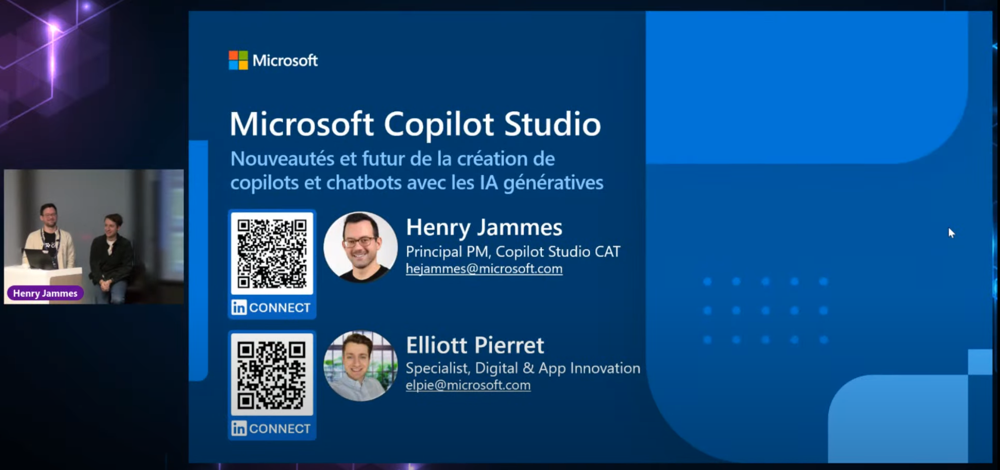 Microsoft
Microsoft Copilot Studio
Nouveautés et futur de la création de
copilots et chatbots avec les IA génératives
Henry Jammes
Principal PM, Copilot Studio CAT
hejammes@microsoft.com
in CONNECT
Elliott Pierret
Specialist, Digital & App Innovation
elpie@microsoft.com
in CONNECT
Henry Jammes